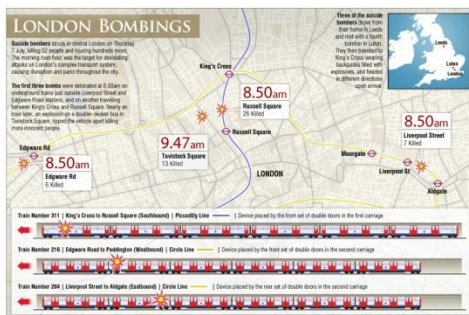 LONDON BOMBINGS
Suicide bombers struck in central London on Thursday
7 July, killing 52 people and injuring hundreds more.
The morning rush hour was the target for devastating
attacks on London's complex transport system,
causing disruption and panic throughout the city.
The first three bombs were detonated at 8.50am on
underground trains just outside Liverpool Street and
Edgware Road stations, and on another travelling
between King's Cross and Russell Square. Nearly an
hour later, an explosion on a double-decker bus in
Tavistock Square, ripped the vehicle apart killing
more innocent people.
Three of the suicide
bombers drove from
their home in Leeds
and met with a fourth
bomber in Luton.
They then travelled to
King's Cross wearing
backpacks filled with
explosives, and headed
in different directions
upon arrival.
Leeds
Luton
London
King's Cross
8.50am
Russell Square
26 Killed
Russell Square
9.47am
Tavistock Square
13 Killed
8.50am
Liverpool Street
7 Killed
Edgware Rd
8.50am
Edgware Rd
6 Killed
Moorgate
Liverpool St
Aldgate
LONDON
Train Number 311 | King's Cross to Russell Square (Southbound) | Piccadilly Line | Device placed by the front set of double doors in the first carriage
Train Number 216 | Edgware Road to Paddington (Westbound) | Circle Line | Device placed by the front set of double doors in the second carriage
Train Number 204 | Liverpool Street to Aldgate (Eastbound) | Circle Line | Device placed by the rear set of double doors in the second carriage